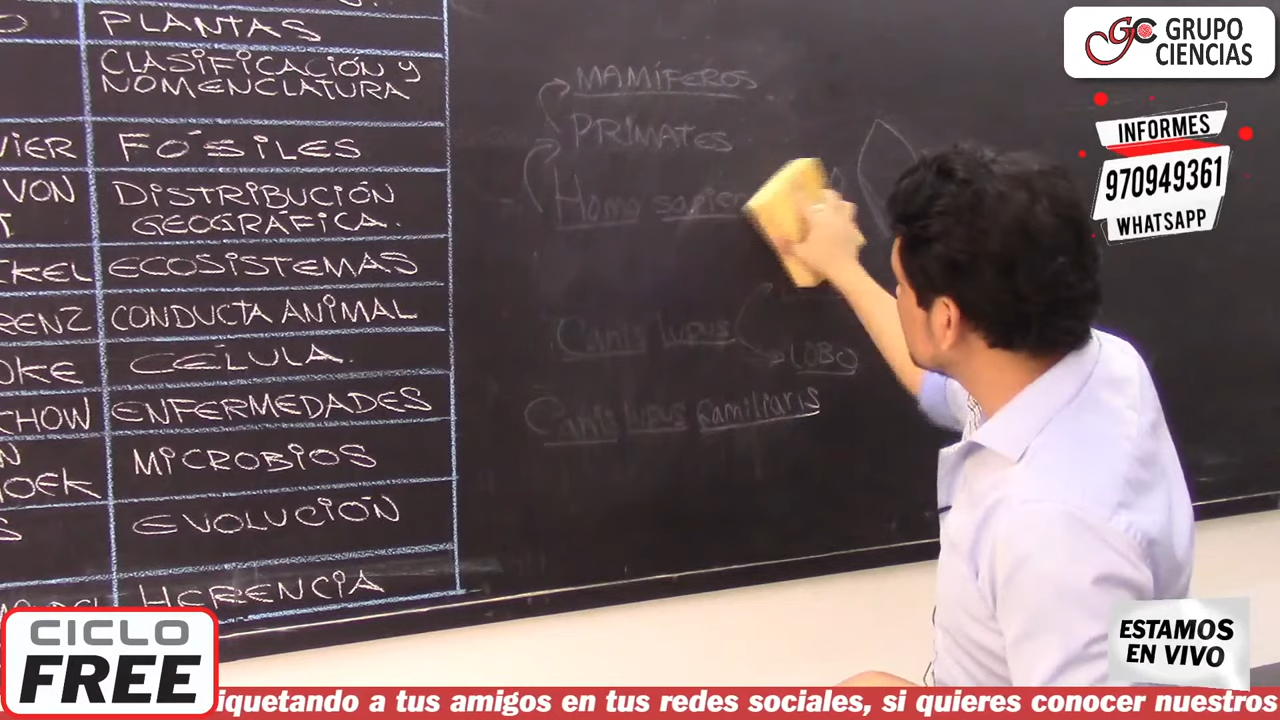 PLANTAS
CLASIFICACIÓN y
NOMENCLATURA
VIER FÓSILES
VON DISTRIBUCIÓN
GEOGRÁFICA.
CKEL ECOSISTEMAS
RENZ CONDUCTA ANIMAL
OKE CÉLULA.
CHOW ENFERMEDADES
HOEK MICROBIOS
S EVOLUCIÓN
HERENCIA
MAMÍFEROS
PRIMATES
Homo sapien
Canis lupus
LOBO
Canis lupus familiaris
GRUPO
CIENCIAS
INFORMES
970949361
WHATSAPP
ESTAMOS
EN VIVO
CICLO
FREE
iquetando a tus amigos en tus redes sociales, si quieres conocer nuestros